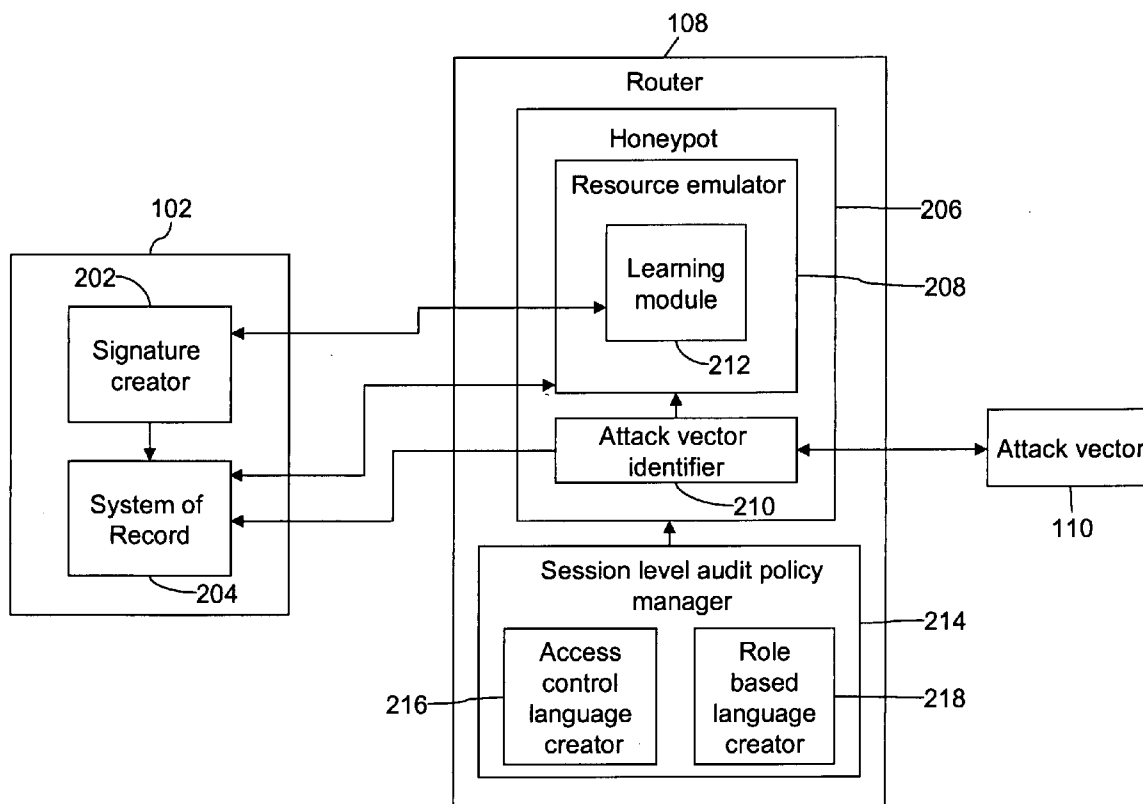 108
Router
Honeypot
Resource emulator
206
102
202
Learning
module
208
Signature
creator
212
Attack vector
identifier
Attack vector
System of
Record
210
110
204
Session level audit policy
manager
214
Access
control
language
creator
Role
based
language
creator
216
218